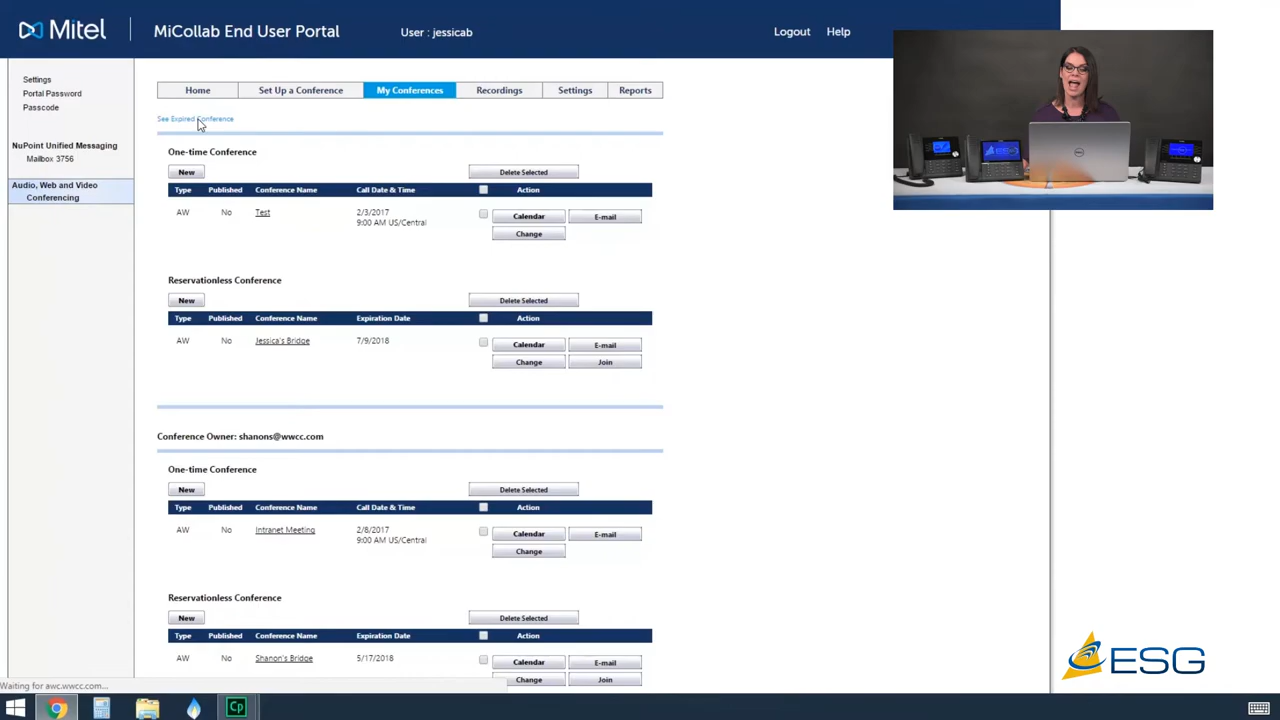 Mitel
MiCollab End User Portal
User : jessicab
Logout
Help
Settings
Portal Password
Passcode
NuPoint Unified Messaging
Mailbox 3756
Audio, Web and Video
Conferencing
Home
Set Up a Conference
My Conferences
Recordings
Settings
Reports
See Expired Conference
One-time Conference
New
Delete Selected
Type Published Conference Name Call Date & Time Action
AW No Test 2/3/2017
9:00 AM US/Central
Calendar E-mail
Change
Reservationless Conference
New
Delete Selected
Type Published Conference Name Expiration Date Action
AW No Jessica's Bridge 7/9/2018
Calendar E-mail
Change Join
Conference Owner: shanons@wwcc.com
One-time Conference
New
Delete Selected
Type Published Conference Name Call Date & Time Action
AW No Intranet Meeting 2/8/2017
9:00 AM US/Central
Calendar E-mail
Change
Reservationless Conference
New
Delete Selected
Type Published Conference Name Expiration Date Action
AW No Shanon's Bridge 5/17/2018
Calendar E-mail
Change Join
Waiting for awc.wwcc.com...
Cp
ESG